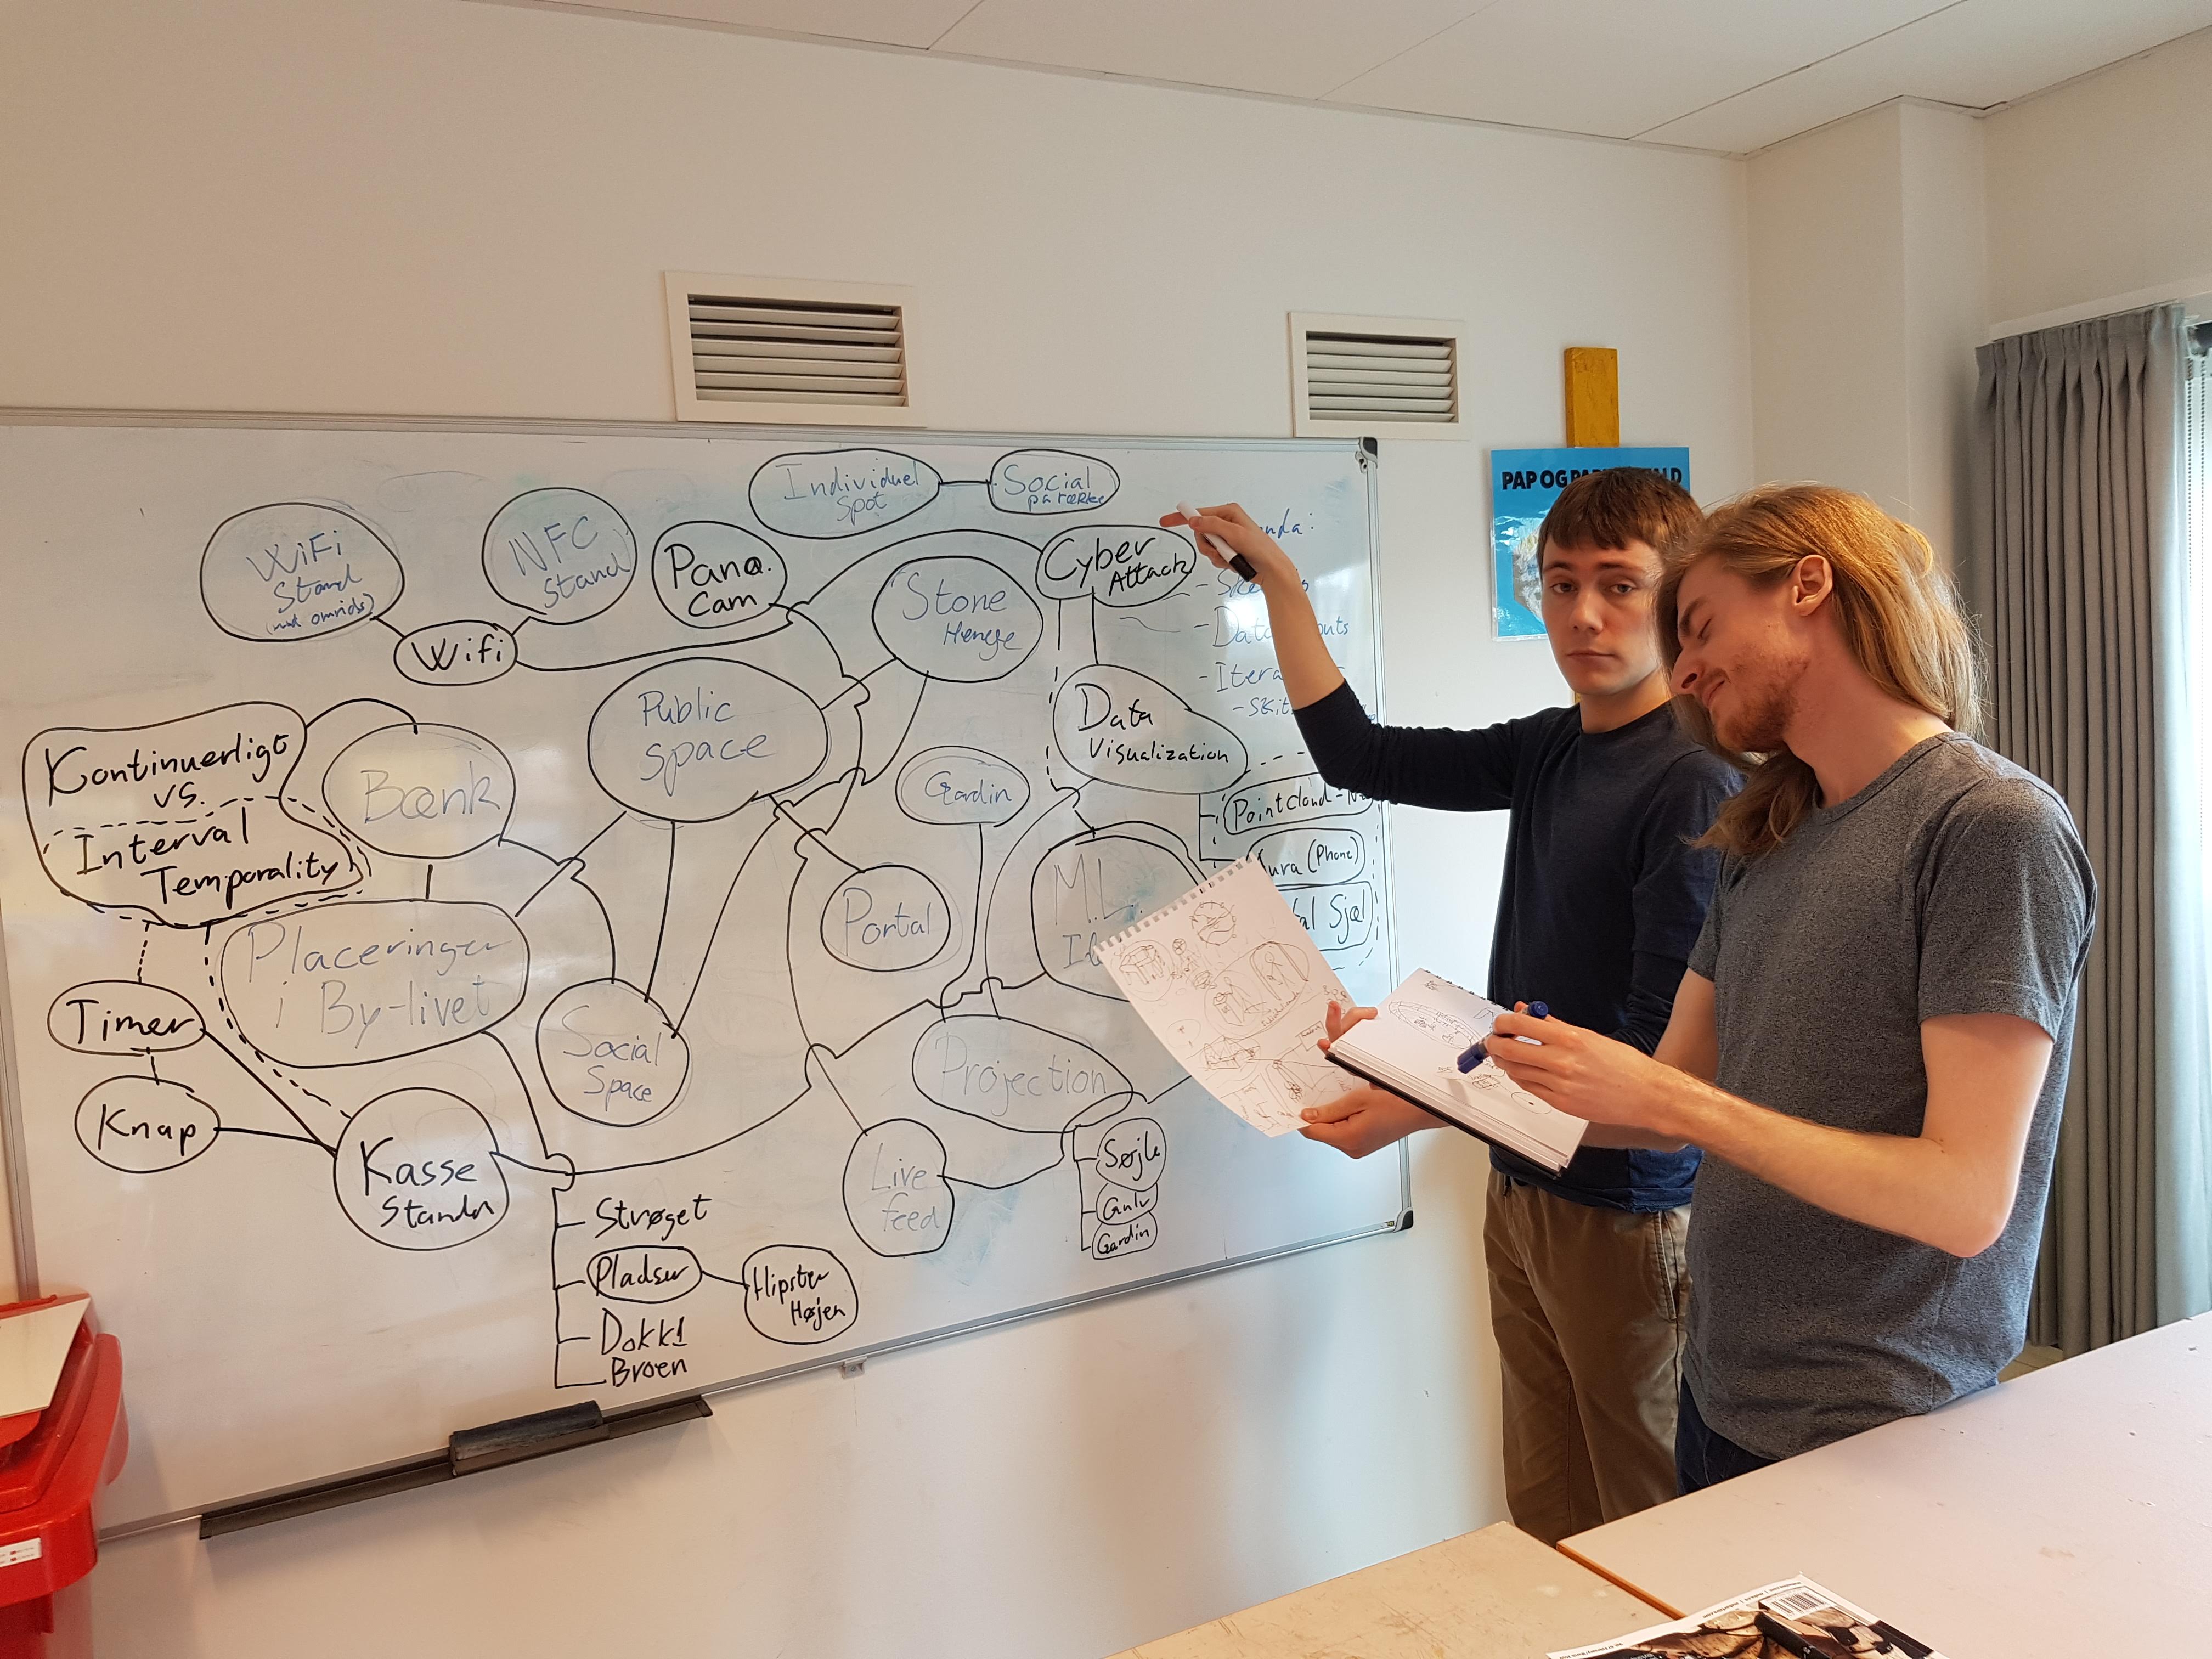 Individuel
Spot
Social
WiFi
Stand
NFC
Stand
Pana.
Cam
Wifi
Stone
Henge
Cyber
Attack
PAP OG
Public
space
Data
Visualization
Kontinuerligt
vs.
Interval
Temporality
Bænk
Gardin
PointCloud -
(Phone)
Sjæl
M.L.
Portal
Placeringer
i By-livet
Timer
Knap
Social
Space
Projection
Kasse
Live
feed
Søjle
Gulv
Gardin
Strøget
Pladser
Hipster
Højen
Dokk1
Broen